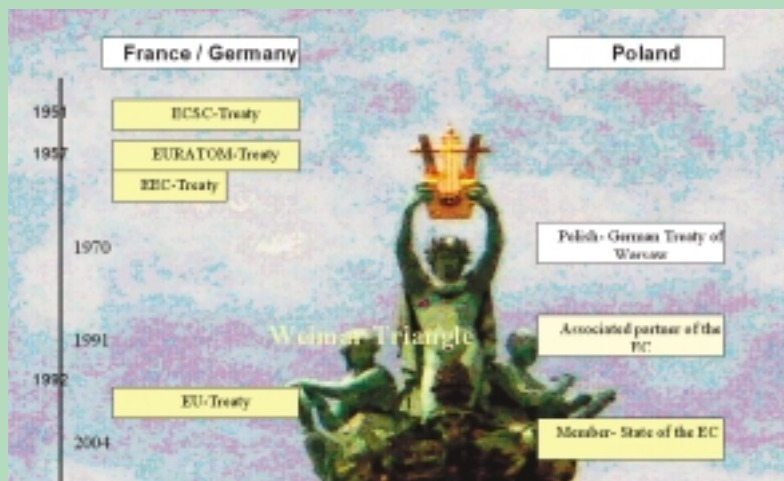 France / Germany
Poland
1951
ECSC-Treaty
1957
EURATOM-Treaty
EEC-Treaty
1970
Polish- German Treaty of
Warsaw
Weimar Triangle
1991
Associated partner of the
EC
1992
EU-Treaty
2004
Member- State of the EC